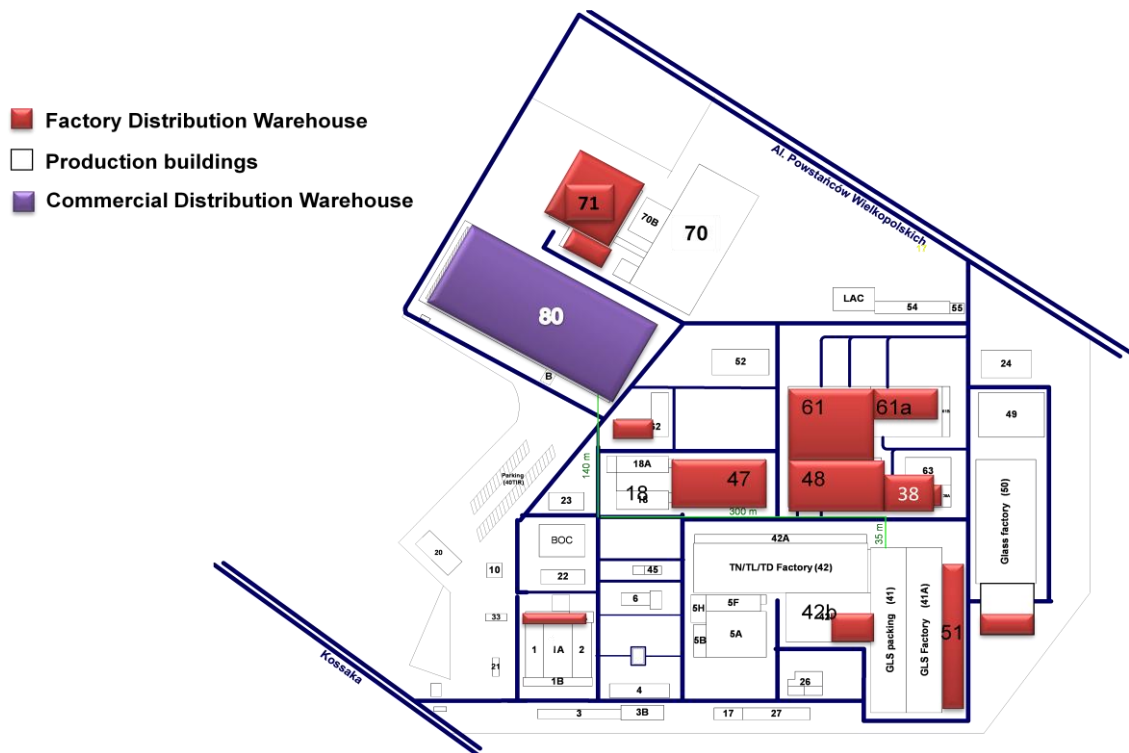 Factory Distribution Warehouse
Production buildings
Commercial Distribution Warehouse
Al. Powstańców Wielkopolskich
71
70B
70
80
B
LAC
54
55
52
24
61
61a
49
62
140 m
18A
18
18
47
48
38
63
Parking
(40TIR)
23
300 m
35 m
Glass factory (50)
20
BOC
22
10
42A
TN/TL/TD Factory (42)
45
6
5H
5F
5B
5A
42b
GLS packing (41)
GLS Factory (41A)
51
33
1
iA
2
1B
21
Kossaka
4
26
3
3B
17
27